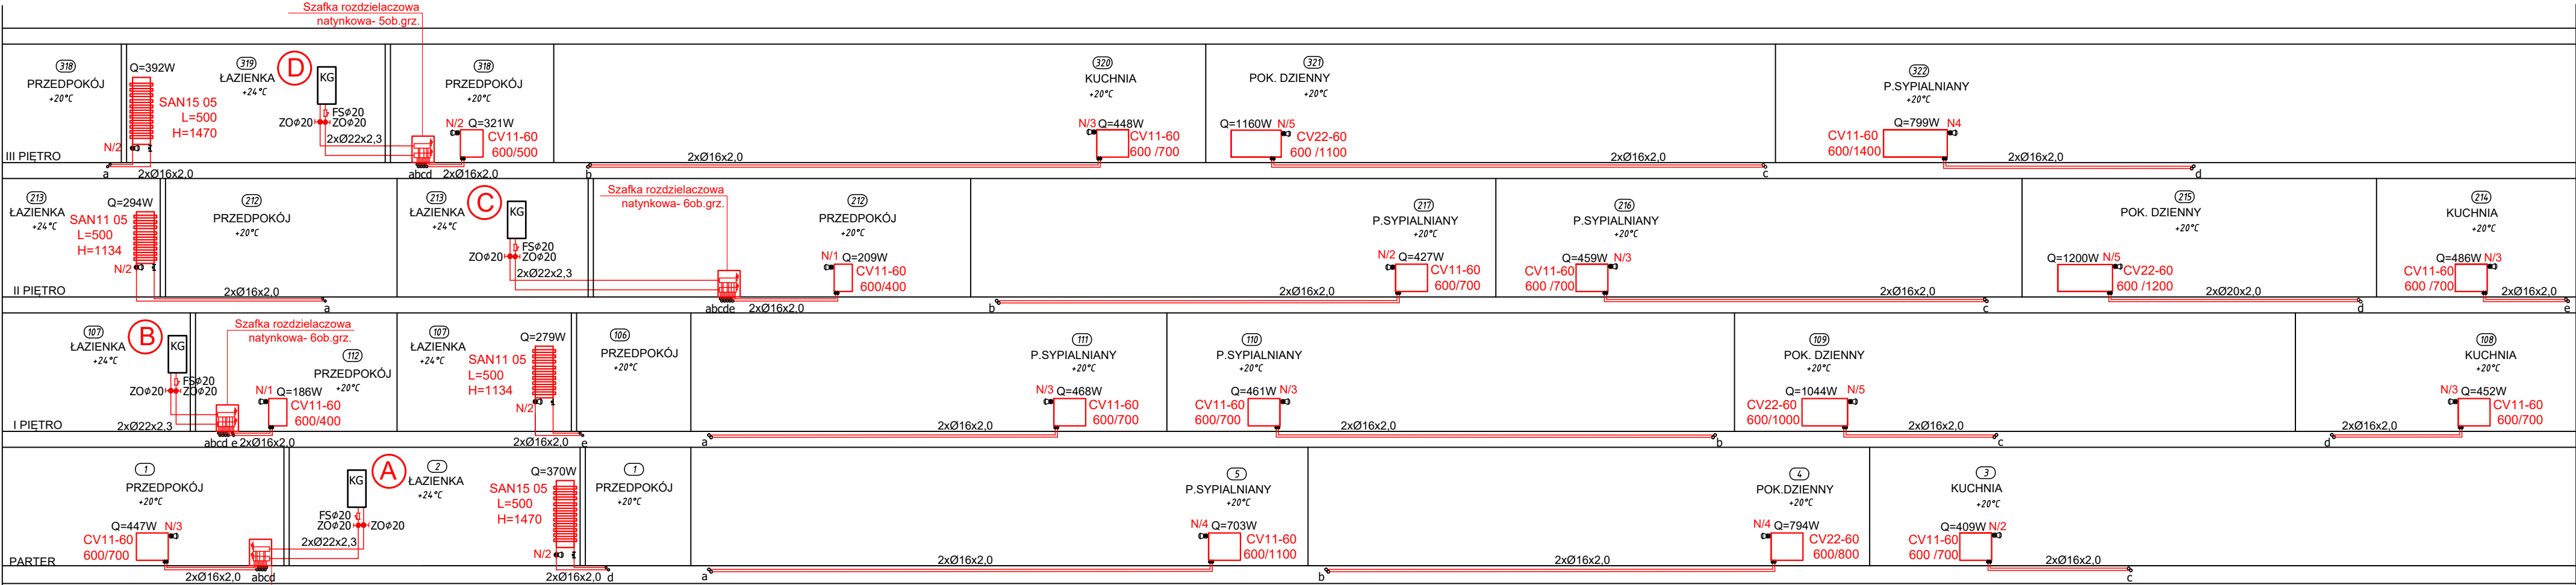 Szafka rozdzielaczowa
natynkowa- 5ob.grz.
318
PRZEDPOKÓJ
+20°C
Q=392W
SAN15 05
L=500
H=1470
N/2
319
ŁAZIENKA
+24°C
D
KG
FSϕ20
ZOϕ20
ZOϕ20
2xØ22x2,3
318
PRZEDPOKÓJ
+20°C
N/2
Q=321W
CV11-60
600/500
320
KUCHNIA
+20°C
N/3
Q=448W
CV11-60
600 /700
321
POK. DZIENNY
+20°C
Q=1160W
N/5
CV22-60
600 /1100
322
P.SYPIALNIANY
+20°C
Q=799W
N4
CV11-60
600/1400
III PIĘTRO
a
2xØ16x2,0
abcd
2xØ16x2,0
b
2xØ16x2,0
2xØ16x2,0
c
2xØ16x2,0
d
213
ŁAZIENKA
+24°C
Q=294W
SAN11 05
L=500
H=1134
N/2
212
PRZEDPOKÓJ
+20°C
213
ŁAZIENKA
+24°C
C
KG
FSϕ20
ZOϕ20
ZOϕ20
2xØ22x2,3
Szafka rozdzielaczowa
natynkowa- 6ob.grz.
212
PRZEDPOKÓJ
+20°C
N/1
Q=209W
CV11-60
600/400
217
P.SYPIALNIANY
+20°C
N/2
Q=427W
CV11-60
600/700
216
P.SYPIALNIANY
+20°C
Q=459W
N/3
CV11-60
600 /700
215
POK. DZIENNY
+20°C
Q=1200W
N/5
CV22-60
600 /1200
214
KUCHNIA
+20°C
Q=486W
N/3
CV11-60
600 /700
II PIĘTRO
2xØ16x2,0
a
abcde
2xØ16x2,0
b
2xØ16x2,0
2xØ16x2,0
c
2xØ20x2,0
d
2xØ16x2,0
e
107
ŁAZIENKA
+24°C
B
KG
FSϕ20
ZOϕ20
ZOϕ20
2xØ22x2,3
Szafka rozdzielaczowa
natynkowa- 6ob.grz.
112
PRZEDPOKÓJ
+20°C
N/1
Q=186W
CV11-60
600/400
107
ŁAZIENKA
+24°C
Q=279W
SAN11 05
L=500
H=1134
N/2
106
PRZEDPOKÓJ
+20°C
111
P.SYPIALNIANY
+20°C
N/3
Q=468W
CV11-60
600/700
110
P.SYPIALNIANY
+20°C
Q=461W
N/3
CV11-60
600/700
109
POK. DZIENNY
+20°C
Q=1044W
N/5
CV22-60
600/1000
108
KUCHNIA
+20°C
N/3
Q=452W
CV11-60
600/700
I PIĘTRO
abcd e
2xØ16x2,0
2xØ16x2,0
e
a
2xØ16x2,0
2xØ16x2,0
b
2xØ16x2,0
c
d
2xØ16x2,0
1
PRZEDPOKÓJ
+20°C
Q=447W
N/3
CV11-60
600/700
KG
A
FSϕ20
ZOϕ20
ZOϕ20
2xØ22x2,3
2
ŁAZIENKA
+24°C
Q=370W
SAN15 05
L=500
H=1470
N/2
1
PRZEDPOKÓJ
+20°C
5
P.SYPIALNIANY
+20°C
N/4
Q=703W
CV11-60
600/1100
4
POK.DZIENNY
+20°C
N/4
Q=794W
CV22-60
600/800
3
KUCHNIA
+20°C
Q=409W
N/2
CV11-60
600 /700
PARTER
2xØ16x2,0
abcd
2xØ16x2,0
d
a
2xØ16x2,0
b
2xØ16x2,0
2xØ16x2,0
c